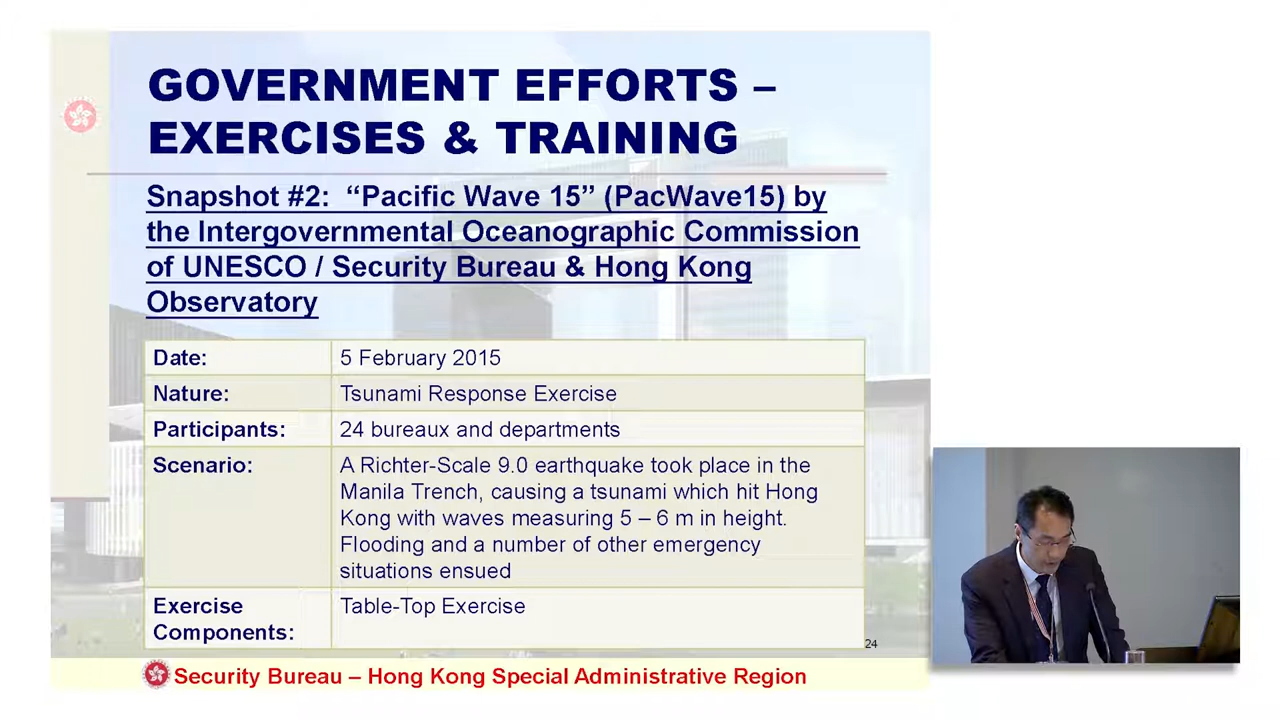 GOVERNMENT EFFORTS –
EXERCISES & TRAINING
Snapshot #2: “Pacific Wave 15” (PacWave15) by
the Intergovernmental Oceanographic Commission
of UNESCO / Security Bureau & Hong Kong
Observatory
Date: 5 February 2015
Nature: Tsunami Response Exercise
Participants: 24 bureaux and departments
Scenario: A Richter-Scale 9.0 earthquake took place in the
Manila Trench, causing a tsunami which hit Hong
Kong with waves measuring 5 – 6 m in height.
Flooding and a number of other emergency
situations ensued
Exercise Table-Top Exercise
Components:
24
Security Bureau – Hong Kong Special Administrative Region